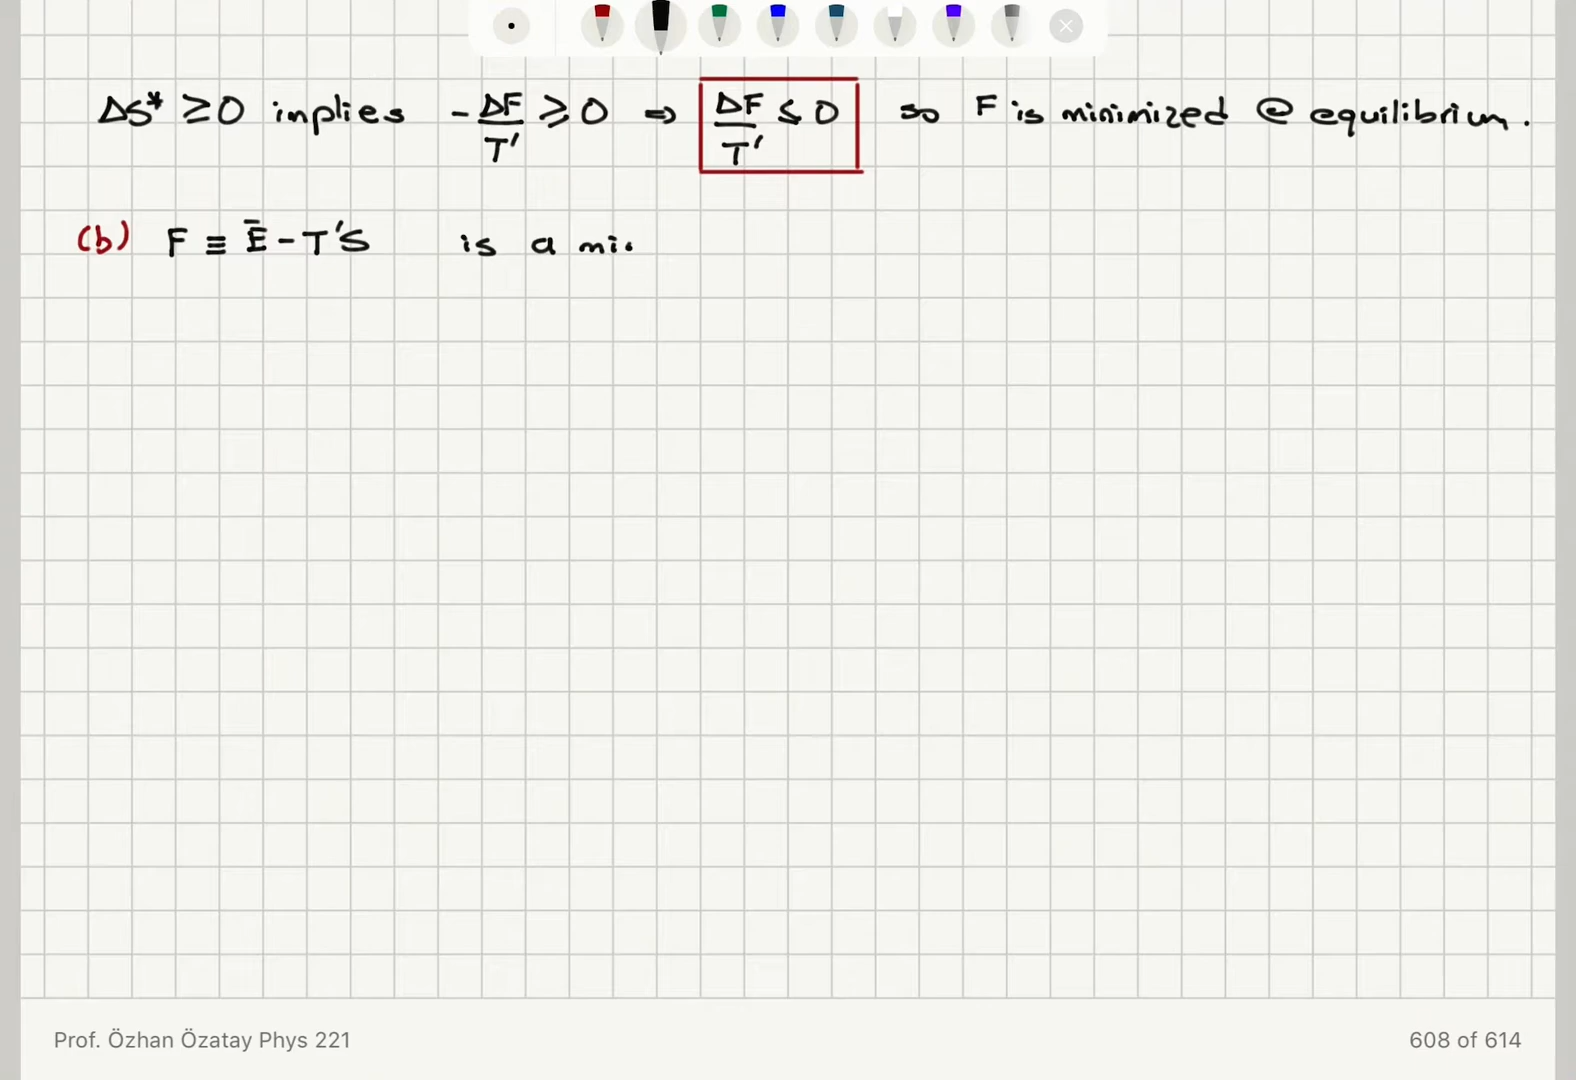 ΔS* ≥ 0 implies -ΔF/T' ≥ 0 ⇒ ΔF/T' ≤ 0 so F is minimized @ equilibrium.
(b) F ≡ Ē - T'S is a mi
Prof. Özhan Özatay Phys 221
608 of 614